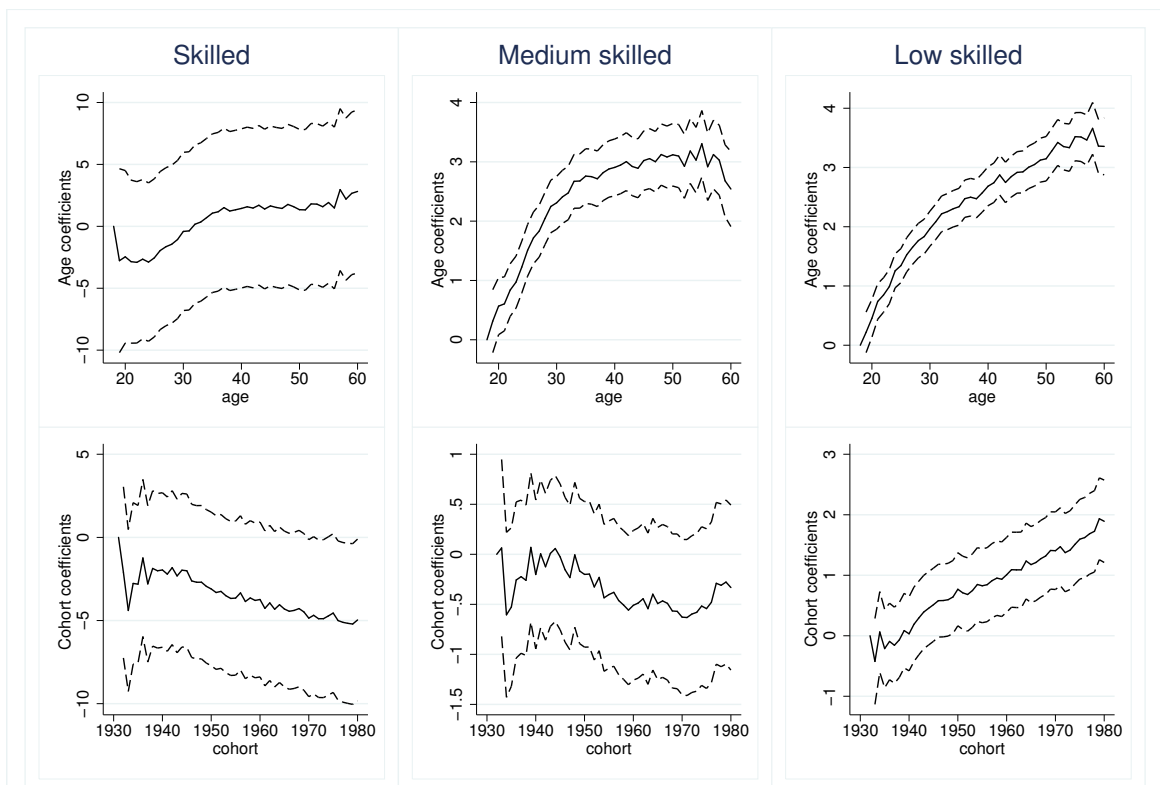 Skilled
Medium skilled
Low skilled
Age coefficients
10
5
0
−5
−10
20 30 40 50 60
age
Age coefficients
4
3
2
1
0
20 30 40 50 60
age
Age coefficients
4
3
2
1
0
20 30 40 50 60
age
Cohort coefficients
5
0
−5
−10
1930 1940 1950 1960 1970 1980
cohort
Cohort coefficients
1
.5
0
−.5
−1
−1.5
1930 1940 1950 1960 1970 1980
cohort
Cohort coefficients
3
2
1
0
−1
1930 1940 1950 1960 1970 1980
cohort